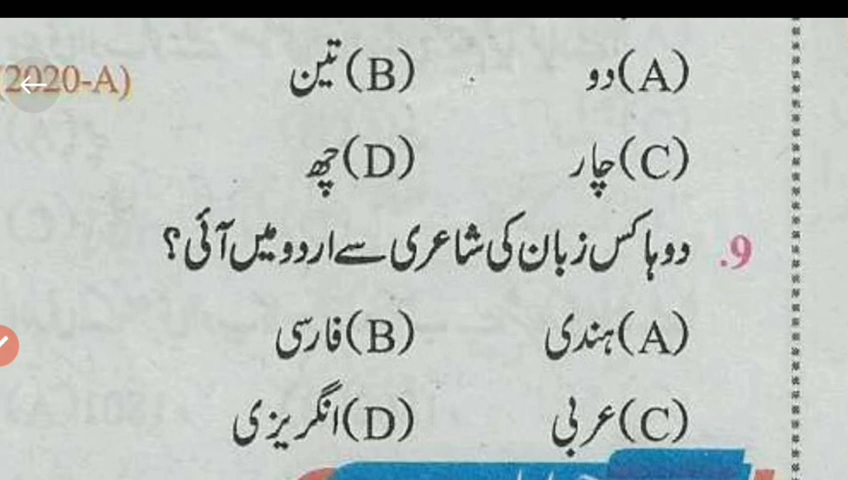 (A) دو (B) تین (2020-A)
(C) چار (D) چھ
9. دوہا کس زبان کی شاعری سے اردو میں آئی؟
(A) ہندی (B) فارسی
(C) عربی (D) انگریزی